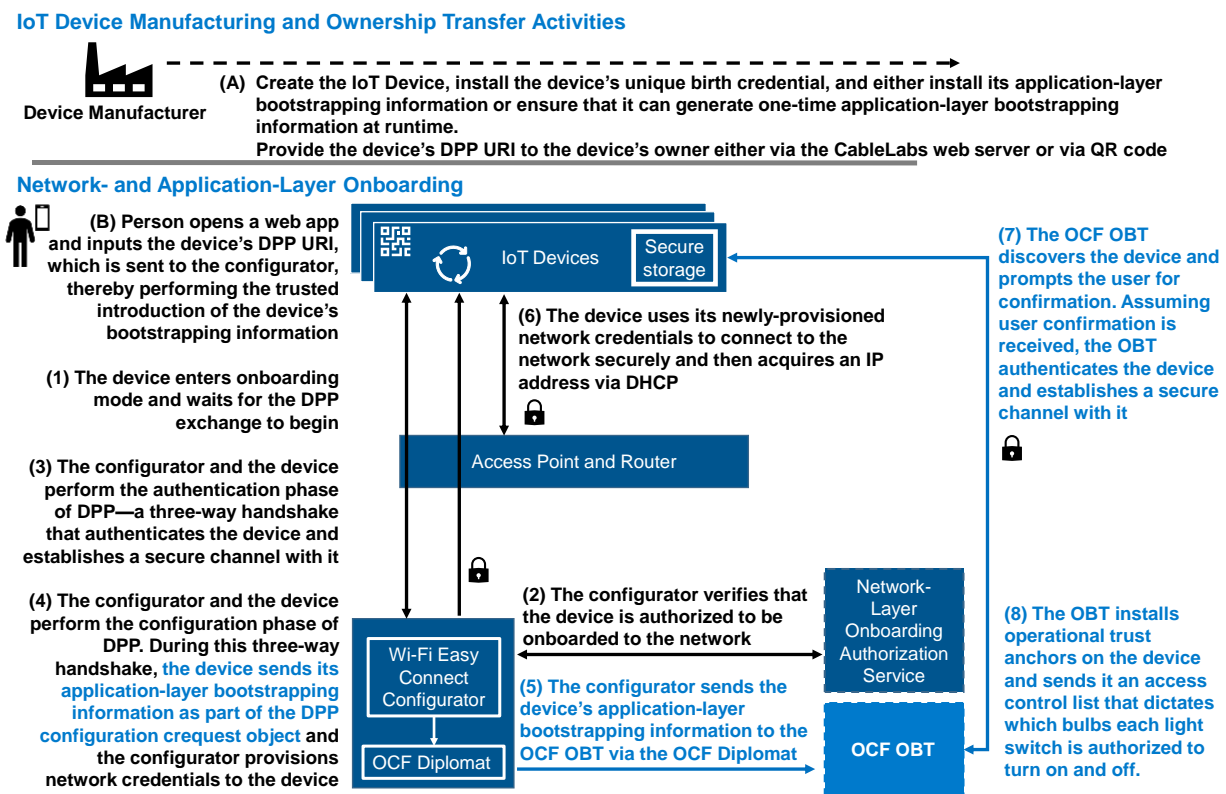 IoT Device Manufacturing and Ownership Transfer Activities
Device Manufacturer
(A) Create the IoT Device, install the device's unique birth credential, and either install its application-layer
bootstrapping information or ensure that it can generate one-time application-layer bootstrapping
information at runtime.
Provide the device's DPP URI to the device's owner either via the CableLabs web server or via QR code
Network- and Application-Layer Onboarding
(B) Person opens a web app
and inputs the device's DPP URI,
which is sent to the configurator,
thereby performing the trusted
introduction of the device's
bootstrapping information
(1) The device enters onboarding
mode and waits for the DPP
exchange to begin
(3) The configurator and the device
perform the authentication phase
of DPP—a three-way handshake
that authenticates the device and
establishes a secure channel with it
(4) The configurator and the device
perform the configuration phase of
DPP. During this three-way
handshake, the device sends its
application-layer bootstrapping
information as part of the DPP
configuration crequest object and
the configurator provisions
network credentials to the device
IoT Devices
Secure
storage
(6) The device uses its newly-provisioned
network credentials to connect to the
network securely and then acquires an IP
address via DHCP
Access Point and Router
(2) The configurator verifies that
the device is authorized to be
onboarded to the network
Wi-Fi Easy
Connect
Configurator
OCF Diplomat
(5) The configurator sends the
device's application-layer
bootstrapping information to the
OCF OBT via the OCF Diplomat
Network-
Layer
Onboarding
Authorization
Service
OCF OBT
(7) The OCF OBT
discovers the device and
prompts the user for
confirmation. Assuming
user confirmation is
received, the OBT
authenticates the device
and establishes a secure
channel with it
(8) The OBT installs
operational trust
anchors on the device
and sends it an access
control list that dictates
which bulbs each light
switch is authorized to
turn on and off.